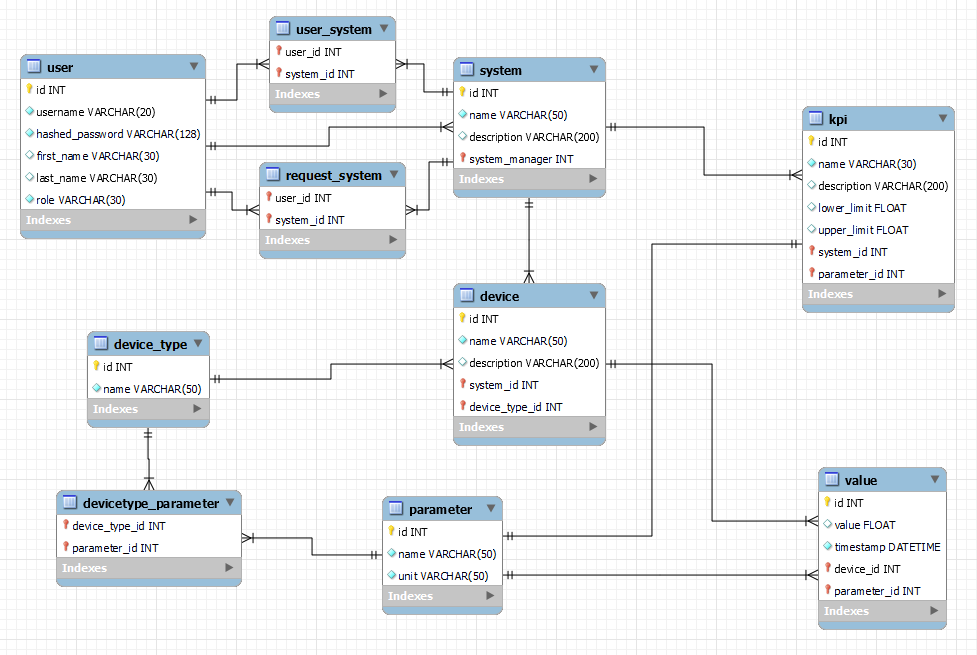 user_system
user_id INT
system_id INT
Indexes
user
id INT
username VARCHAR(20)
hashed_password VARCHAR(128)
first_name VARCHAR(30)
last_name VARCHAR(30)
role VARCHAR(30)
Indexes
system
id INT
name VARCHAR(50)
description VARCHAR(200)
system_manager INT
Indexes
kpi
id INT
name VARCHAR(30)
description VARCHAR(200)
lower_limit FLOAT
upper_limit FLOAT
system_id INT
parameter_id INT
Indexes
request_system
user_id INT
system_id INT
Indexes
device
id INT
name VARCHAR(50)
description VARCHAR(200)
system_id INT
device_type_id INT
Indexes
device_type
id INT
name VARCHAR(50)
Indexes
devicetype_parameter
device_type_id INT
parameter_id INT
Indexes
parameter
id INT
name VARCHAR(50)
unit VARCHAR(50)
Indexes
value
id INT
value FLOAT
timestamp DATETIME
device_id INT
parameter_id INT
Indexes